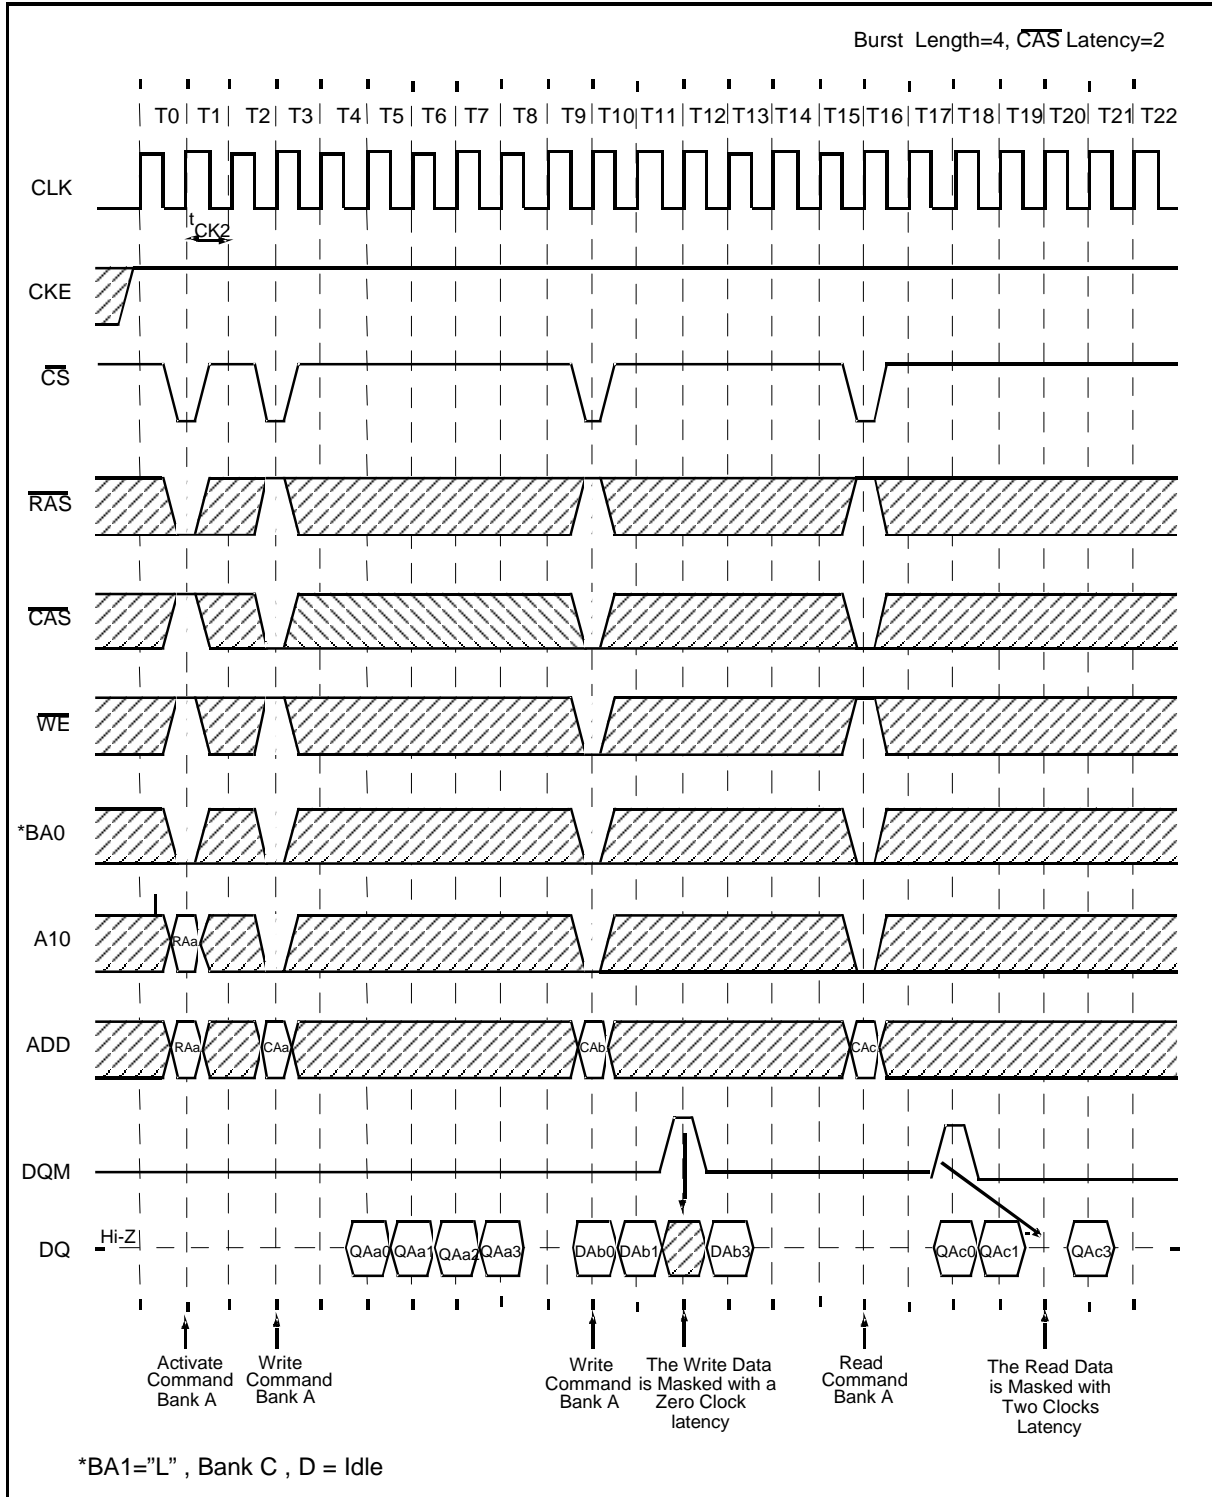 Burst Length=4, CAS Latency=2
T0 T1 T2 T3 T4 T5 T6 T7 T8 T9 T10 T11 T12 T13 T14 T15 T16 T17 T18 T19 T20 T21 T22
CLK
tCK2
CKE
CS
RAS
CAS
WE
*BA0
A10
RAa
ADD
RAa CAa CAb CAc
DQM
DQ
Hi-Z
QAa0 QAa1 QAa2 QAa3 DAb0 DAb1 DAb3 QAc0 QAc1 QAc3
Activate
Command
Bank A
Write
Command
Bank A
Write
Command
Bank A
The Write Data
is Masked with a
Zero Clock
latency
Read
Command
Bank A
The Read Data
is Masked with
Two Clocks
Latency
*BA1="L" , Bank C , D = Idle